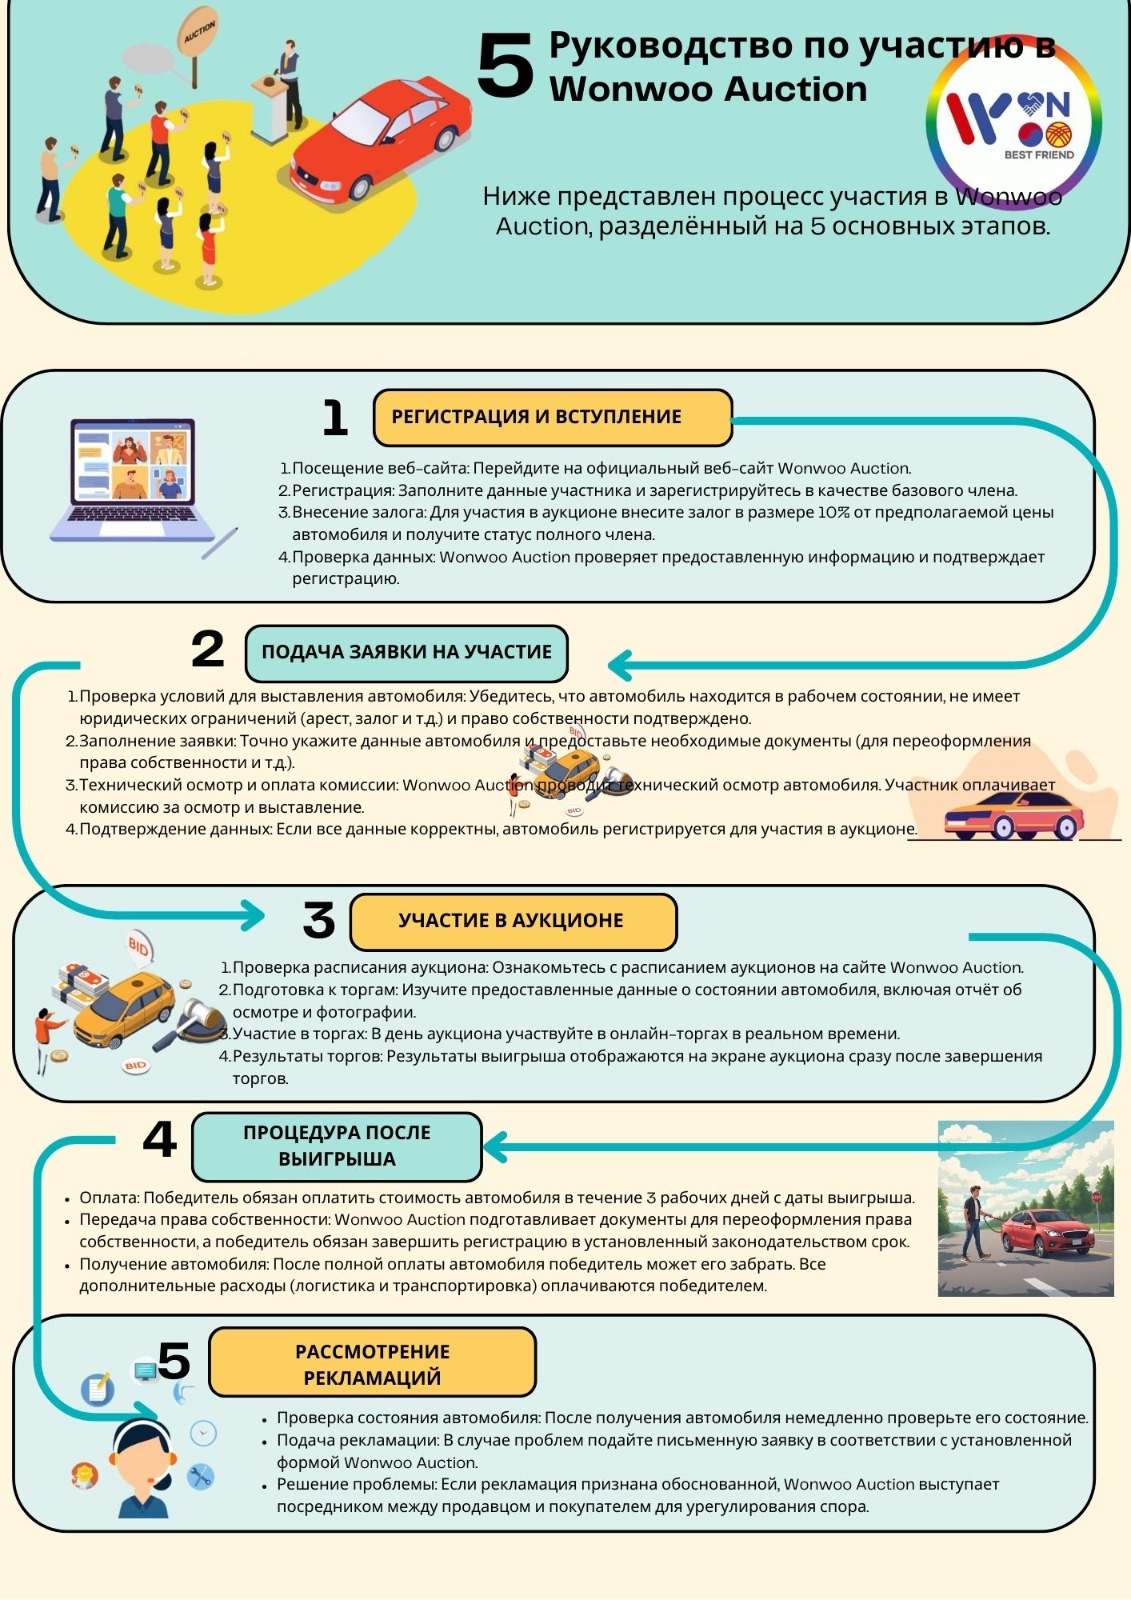 AUCTION
5 Руководство по участию в
Wonwoo Auction
WON
BEST FRIEND
Ниже представлен процесс участия в Wonwoo
Auction, разделённый на 5 основных этапов.
1 РЕГИСТРАЦИЯ И ВСТУПЛЕНИЕ
1.Посещение веб-сайта: Перейдите на официальный веб-сайт Wonwoo Auction.
2.Регистрация: Заполните данные участника и зарегистрируйтесь в качестве базового члена.
3.Внесение залога: Для участия в аукционе внесите залог в размере 10% от предполагаемой цены
автомобиля и получите статус полного члена.
4.Проверка данных: Wonwoo Auction проверяет предоставленную информацию и подтверждает
регистрацию.
2 ПОДАЧА ЗАЯВКИ НА УЧАСТИЕ
1.Проверка условий для выставления автомобиля: Убедитесь, что автомобиль находится в рабочем состоянии, не имеет
юридических ограничений (арест, залог и т.д.) и право собственности подтверждено.
2.Заполнение заявки: Точно укажите данные автомобиля и предоставьте необходимые документы (для переоформления
права собственности и т.д.).
3.Технический осмотр и оплата комиссии: Wonwoo Auction проводит технический осмотр автомобиля. Участник оплачивает
комиссию за осмотр и выставление.
4.Подтверждение данных: Если все данные корректны, автомобиль регистрируется для участия в аукционе.
BID
BID
3 УЧАСТИЕ В АУКЦИОНЕ
1.Проверка расписания аукциона: Ознакомьтесь с расписанием аукционов на сайте Wonwoo Auction.
2.Подготовка к торгам: Изучите предоставленные данные о состоянии автомобиля, включая отчёт об
осмотре и фотографии.
3.Участие в торгах: В день аукциона участвуйте в онлайн-торгах в реальном времени.
4.Результаты торгов: Результаты выигрыша отображаются на экране аукциона сразу после завершения
торгов.
BID
BID
4 ПРОЦЕДУРА ПОСЛЕ
ВЫИГРЫША
• Оплата: Победитель обязан оплатить стоимость автомобиля в течение 3 рабочих дней с даты выигрыша.
• Передача права собственности: Wonwoo Auction подготавливает документы для переоформления права
собственности, а победитель обязан завершить регистрацию в установленный законодательством срок.
• Получение автомобиля: После полной оплаты автомобиля победитель может его забрать. Все
дополнительные расходы (логистика и транспортировка) оплачиваются победителем.
5 РАССМОТРЕНИЕ
РЕКЛАМАЦИЙ
• Проверка состояния автомобиля: После получения автомобиля немедленно проверьте его состояние.
• Подача рекламации: В случае проблем подайте письменную заявку в соответствии с установленной
формой Wonwoo Auction.
• Решение проблемы: Если рекламация признана обоснованной, Wonwoo Auction выступает
посредником между продавцом и покупателем для урегулирования спора.